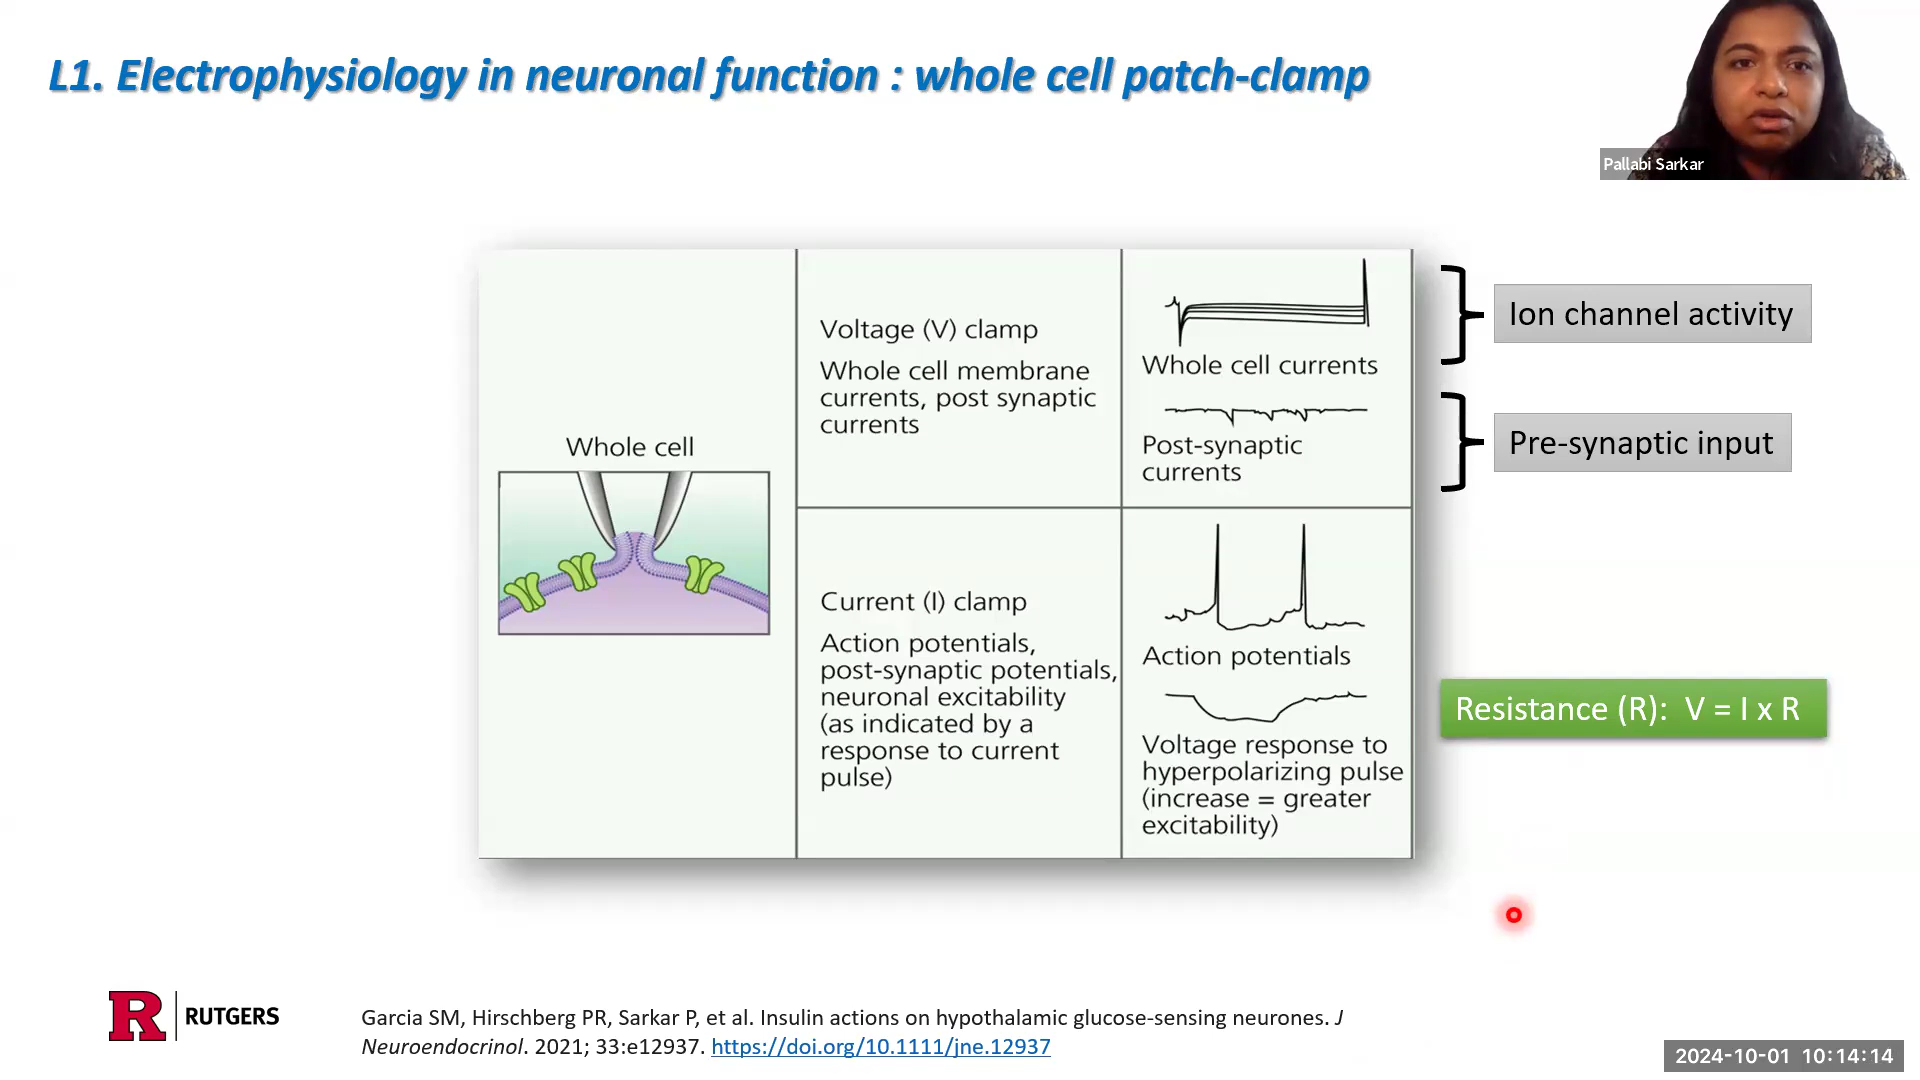 L1. Electrophysiology in neuronal function : whole cell patch-clamp
Pallabi Sarkar
Whole cell
Voltage (V) clamp
Whole cell membrane
currents, post synaptic
currents
Whole cell currents
Post-synaptic
currents
Ion channel activity
Pre-synaptic input
Current (I) clamp
Action potentials,
post-synaptic potentials,
neuronal excitability
(as indicated by a
response to current
pulse)
Action potentials
Voltage response to
hyperpolarizing pulse
(increase = greater
excitability)
Resistance (R): V = I x R
R RUTGERS
Garcia SM, Hirschberg PR, Sarkar P, et al. Insulin actions on hypothalamic glucose-sensing neurones. J
Neuroendocrinol. 2021; 33:e12937. https://doi.org/10.1111/jne.12937
2024-10-01 10:14:14